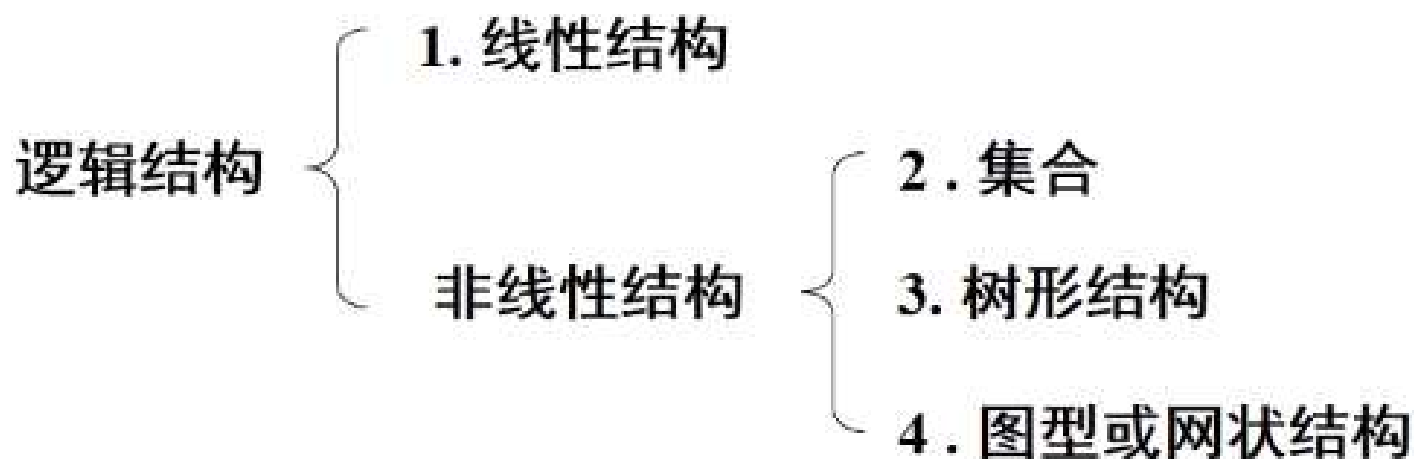 1. 线性结构
逻辑结构
2 . 集合
非线性结构
3. 树形结构
4 . 图型或网状结构